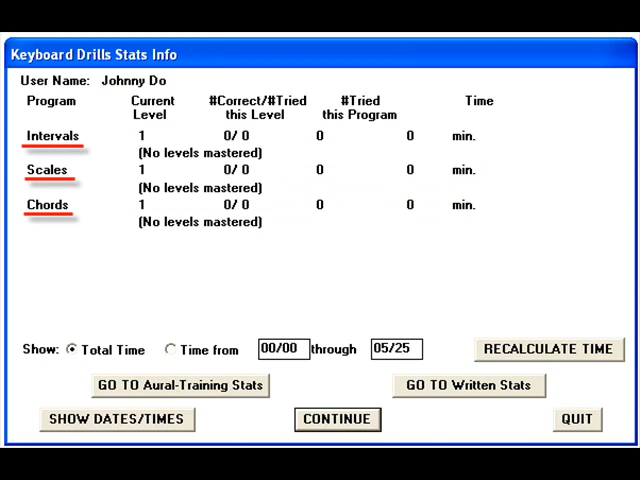 Keyboard Drills Stats Info
User Name: Johnny Do
Program Current Level #Correct/#Tried this Level #Tried this Program Time
Intervals 1 0/ 0 0 0 min.
(No levels mastered)
Scales 1 0/ 0 0 0 min.
(No levels mastered)
Chords 1 0/ 0 0 0 min.
(No levels mastered)
Show: Total Time Time from 00/00 through 05/25 RECALCULATE TIME
GO TO Aural-Training Stats GO TO Written Stats
SHOW DATES/TIMES CONTINUE QUIT